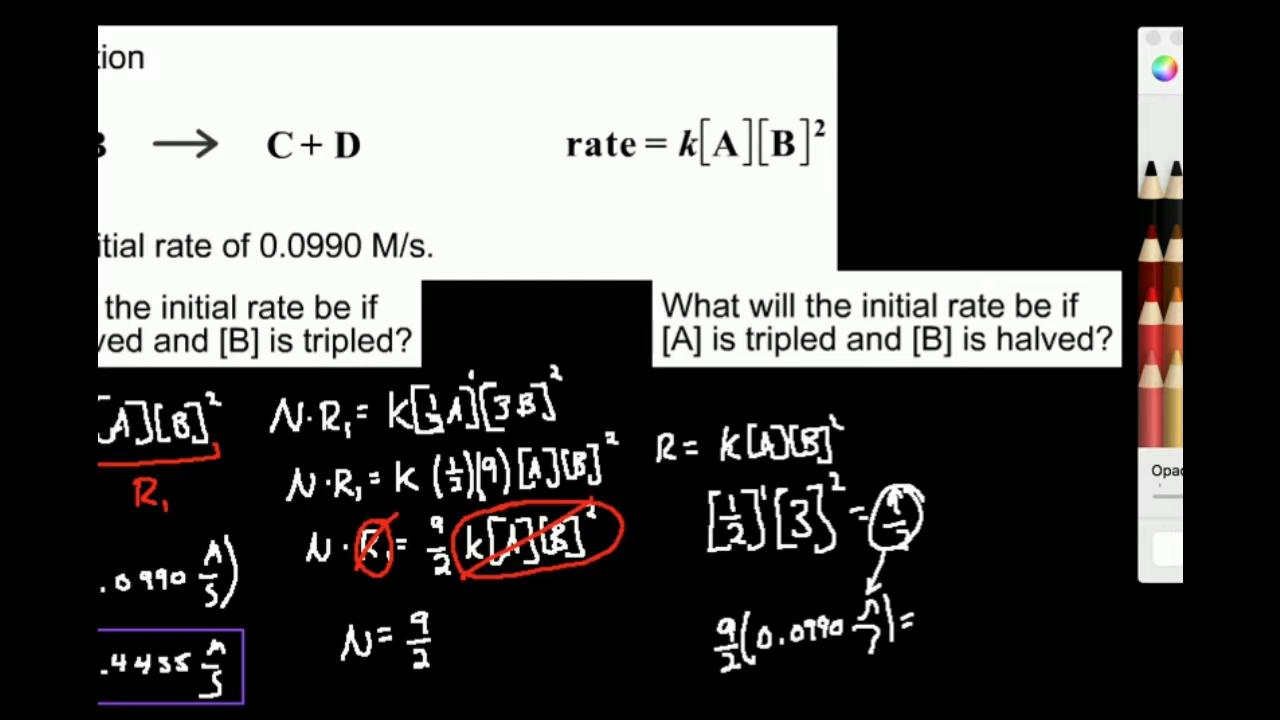 tion
B → C + D rate = k[A][B]²
itial rate of 0.0990 M/s.
the initial rate be if
ved and [B] is tripled?
What will the initial rate be if
[A] is tripled and [B] is halved?
[A][B]²
R₁
.0990 M/S)
.4455 M/S
N·R₁ = k[½A]¹[3B]²
N·R₁ = k (½)(9) [A][B]²
N · R₁ = 9/2 k[A][B]²
N = 9/2
R = k[A][B]²
[½]¹[3]² = 9/2
9/2(0.0990 M/S) =
Opac